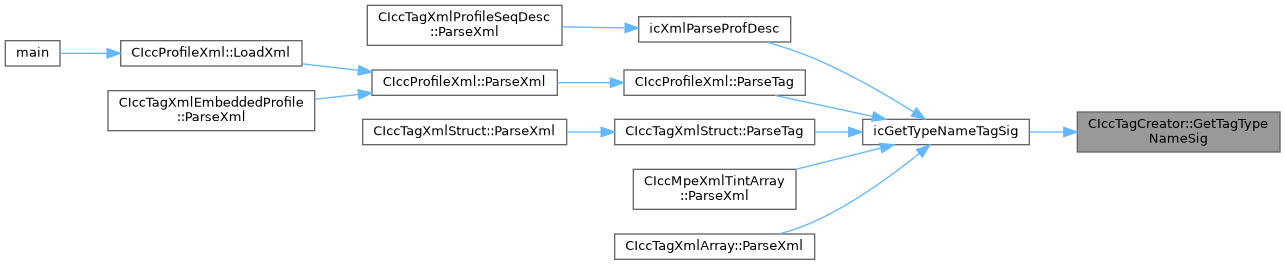 main
CIccProfileXml::LoadXml
CIccTagXmlEmbeddedProfile
::ParseXml
CIccTagXmlProfileSeqDesc
::ParseXml
CIccProfileXml::ParseXml
CIccTagXmlStruct::ParseXml
icXmlParseProfDesc
CIccProfileXml::ParseTag
CIccTagXmlStruct::ParseTag
CIccMpeXmlTintArray
::ParseXml
CIccTagXmlArray::ParseXml
icGetTypeNameTagSig
CIccTagCreator::GetTagType
NameSig